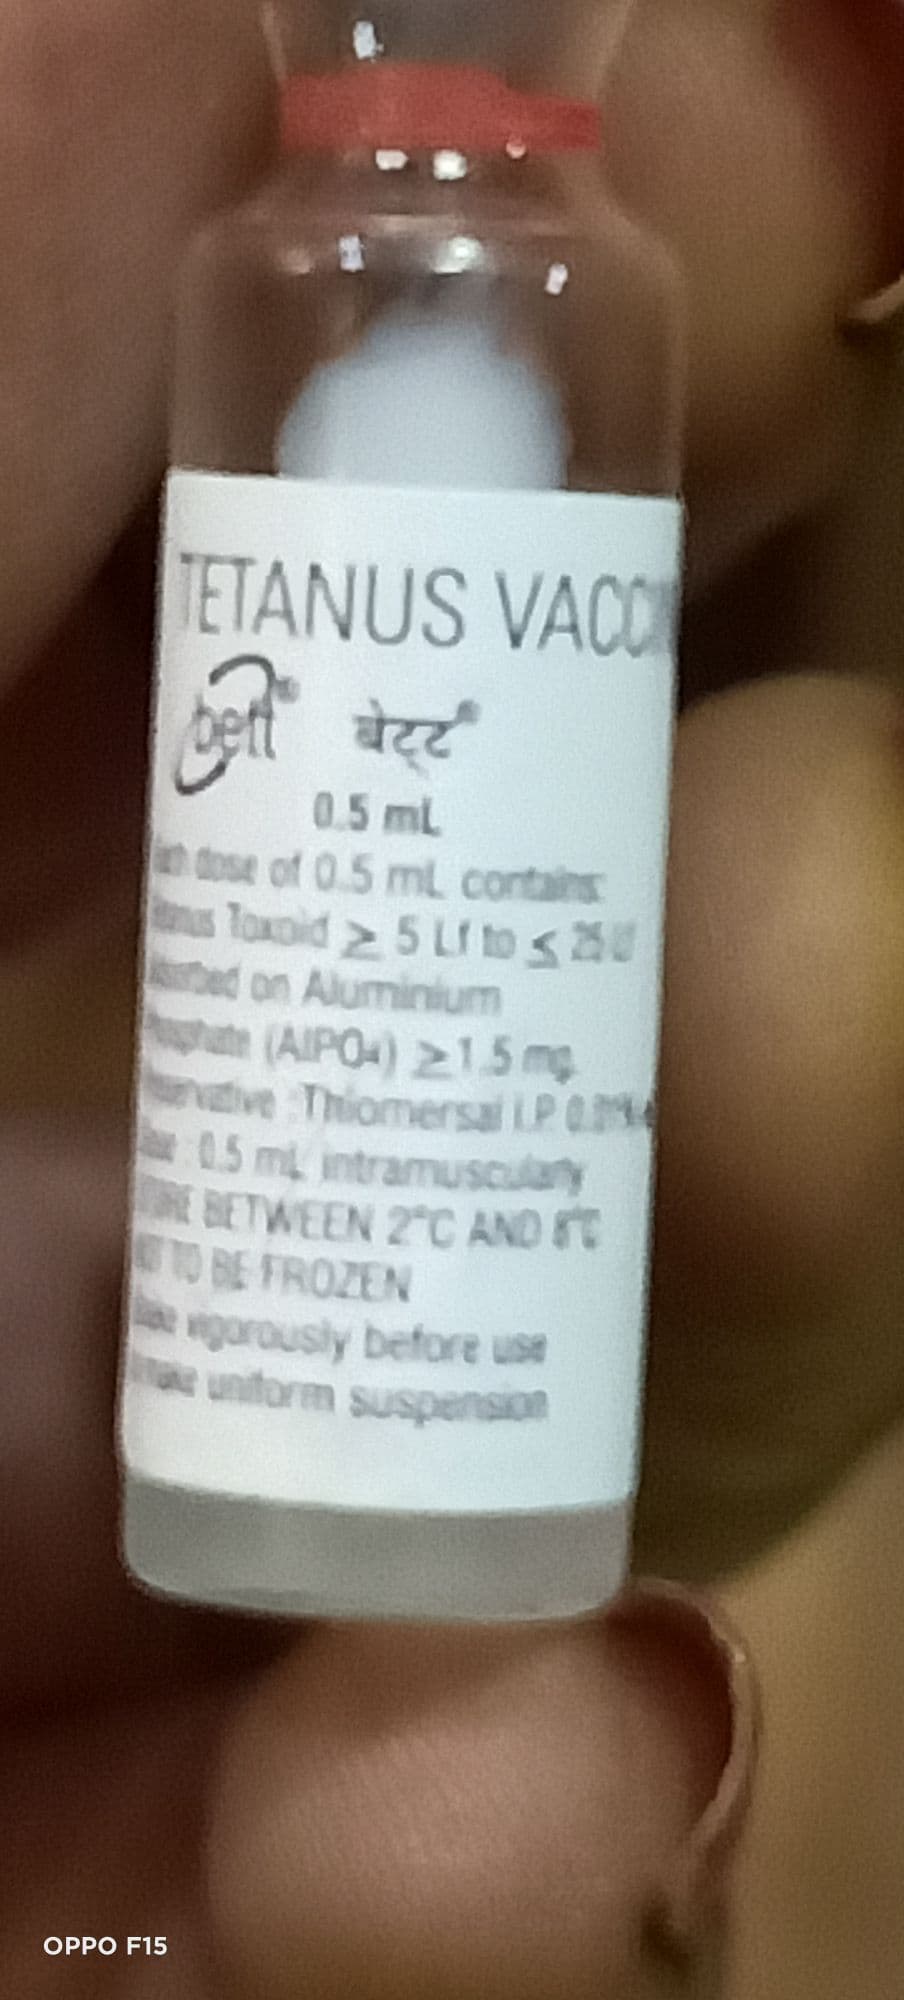 TETANUS VACC
bett बेट्ट
0.5 mL
dose of 0.5 mL contains:
Toxoid ≥ 5 Lf to ≤ 25 Lf
on Aluminium
(AlPO₄) ≥ 1.5 mg
Thiomersal I.P.
0.5 mL intramuscularly
BETWEEN 2°C AND 8°C
TO BE FROZEN
vigorously before use
uniform suspension
OPPO F15